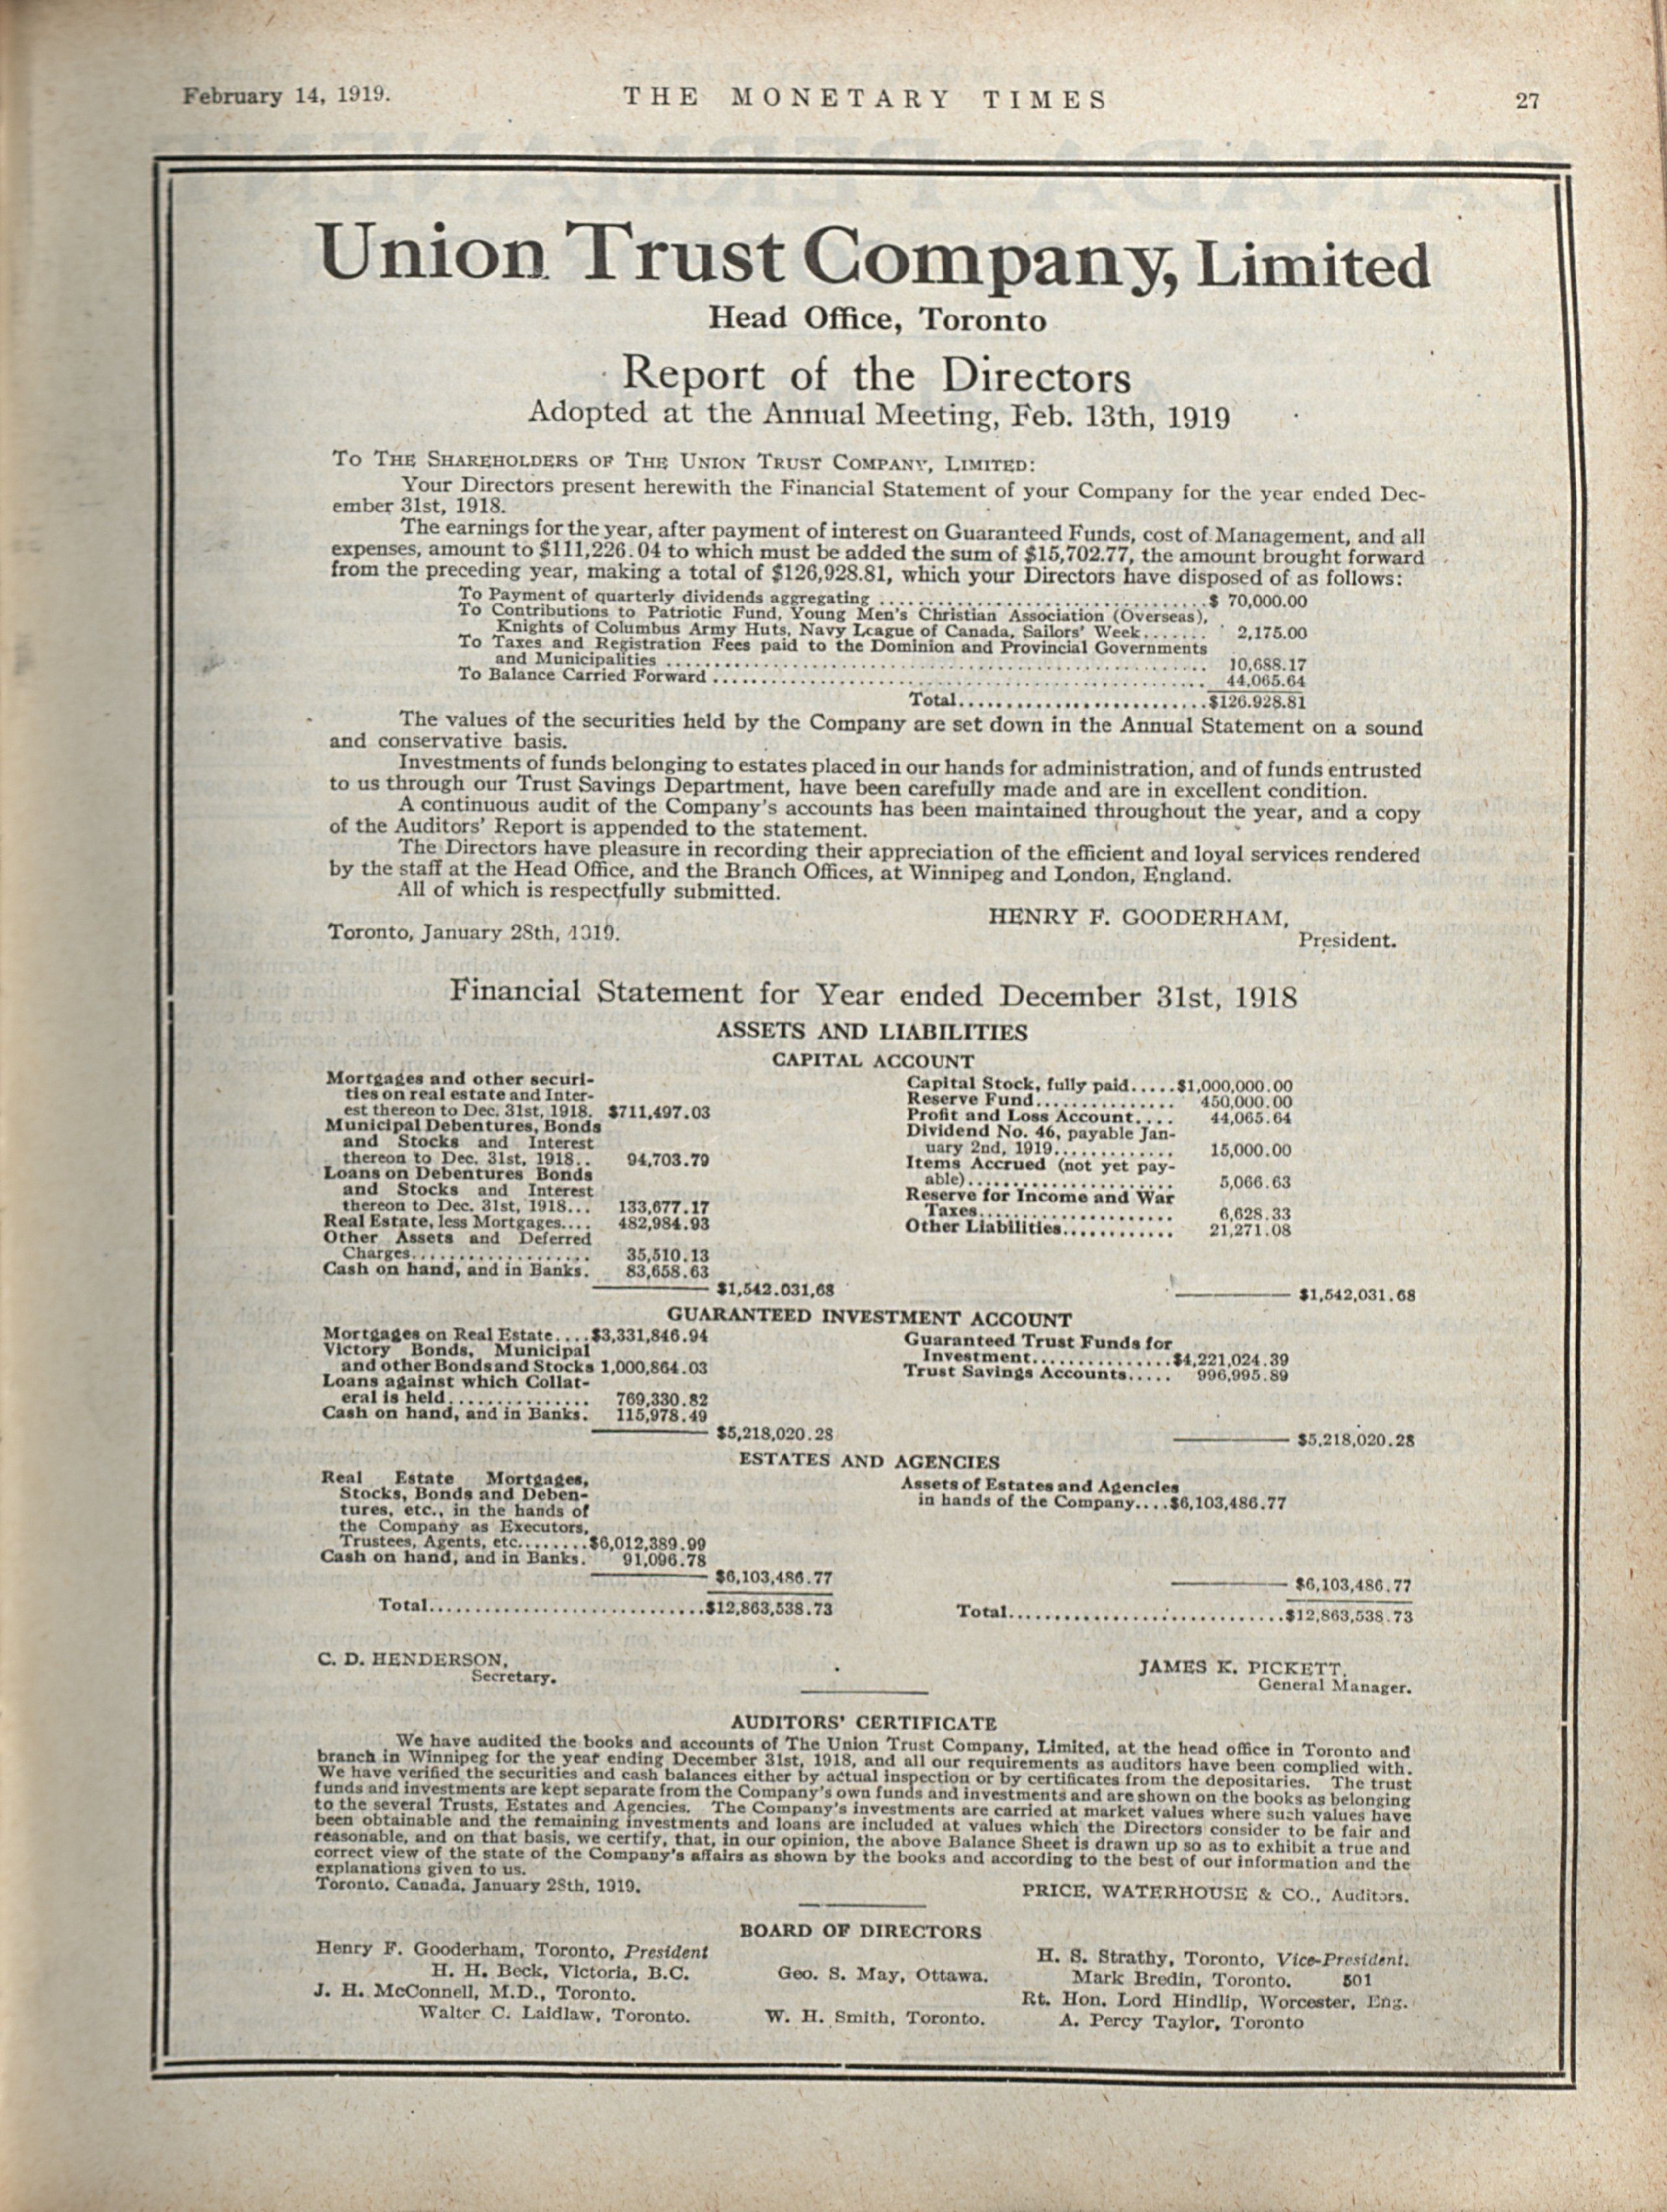 February 14, 1919.
THE MONETARY TIMES
27
Union Trust Company, Limited
Head Office, Toronto
Report of the Directors
Adopted at the Annual Meeting, Feb. 13th, 1919
To The Shareholders of The Union Trust Company, Limited:
Your Directors present herewith the Financial Statement of your Company for the year ended Dec-
ember 31st, 1918.
The earnings for the year, after payment of interest on Guaranteed Funds, cost of Management, and all
expenses, amount to $111,226.04 to which must be added the sum of $15,702.77, the amount brought forward
from the preceding year, making a total of $126,928.81, which your Directors have disposed of as follows:
To Payment of quarterly dividends aggregating ................................. $ 70,000.00
To Contributions to Patriotic Fund, Young Men's Christian Association (Overseas),
Knights of Columbus Army Huts, Navy League of Canada, Sailors' Week....... 2,175.00
To Taxes and Registration Fees paid to the Dominion and Provincial Governments
and Municipalities ...................................................... 10,688.17
To Balance Carried Forward ................................................. 44,065.64
Total..........................$126.928.81
The values of the securities held by the Company are set down in the Annual Statement on a sound
and conservative basis.
Investments of funds belonging to estates placed in our hands for administration, and of funds entrusted
to us through our Trust Savings Department, have been carefully made and are in excellent condition.
A continuous audit of the Company's accounts has been maintained throughout the year, and a copy
of the Auditors' Report is appended to the statement.
The Directors have pleasure in recording their appreciation of the efficient and loyal services rendered
by the staff at the Head Office, and the Branch Offices, at Winnipeg and London, England.
All of which is respectfully submitted.
HENRY F. GOODERHAM,
Toronto, January 28th, 1919.
President.
Financial Statement for Year ended December 31st, 1918
ASSETS AND LIABILITIES
CAPITAL ACCOUNT
Mortgages and other securi-
ties on real estate and Inter-
est thereon to Dec. 31st, 1918. $711,497.03
Municipal Debentures, Bonds
and Stocks and Interest
thereon to Dec. 31st, 1918.. 94,703.79
Loans on Debentures Bonds
and Stocks and Interest
thereon to Dec. 31st, 1918... 133,677.17
Real Estate, less Mortgages.... 482,984.93
Other Assets and Deferred
Charges................... 35,510.13
Cash on hand, and in Banks. 83,658.63
$1,542.031,68
Capital Stock, fully paid.....$1,000,000.00
Reserve Fund............... 450,000.00
Profit and Loss Account.... 44,065.64
Dividend No. 46, payable Jan-
uary 2nd, 1919............. 15,000.00
Items Accrued (not yet pay-
able)...................... 5,066.63
Reserve for Income and War
Taxes..................... 6,628.33
Other Liabilities............ 21,271.08
$1,542,031.68
GUARANTEED INVESTMENT ACCOUNT
Mortgages on Real Estate....$3,331,846.94
Victory Bonds, Municipal
and other Bonds and Stocks 1,000,864.03
Loans against which Collat-
eral is held.............. 769,330.82
Cash on hand, and in Banks. 115,978.49
$5,218,020.28
Guaranteed Trust Funds for
Investment...............$4,221,024.39
Trust Savings Accounts..... 996,995.89
$5,218,020.28
ESTATES AND AGENCIES
Real Estate Mortgages,
Stocks, Bonds and Deben-
tures, etc., in the hands of
the Company as Executors,
Trustees, Agents, etc........$6,012,389.99
Cash on hand, and in Banks. 91,096.78
$6,103,486.77
Total............................$12,863,538.73
Assets of Estates and Agencies
in hands of the Company....$6,103,486.77
$6,103,486.77
Total............................$12,863,538.73
C. D. HENDERSON,
Secretary.
JAMES K. PICKETT,
General Manager.
AUDITORS' CERTIFICATE
We have audited the books and accounts of The Union Trust Company, Limited, at the head office in Toronto and
branch in Winnipeg for the year ending December 31st, 1918, and all our requirements as auditors have been complied with.
We have verified the securities and cash balances either by actual inspection or by certificates from the depositaries. The trust
funds and investments are kept separate from the Company's own funds and investments and are shown on the books as belonging
to the several Trusts, Estates and Agencies. The Company's investments are carried at market values where such values have
been obtainable and the remaining investments and loans are included at values which the Directors consider to be fair and
reasonable, and on that basis, we certify, that, in our opinion, the above Balance Sheet is drawn up so as to exhibit a true and
correct view of the state of the Company's affairs as shown by the books and according to the best of our information and the
explanations given to us.
Toronto, Canada, January 28th, 1919.
PRICE, WATERHOUSE & CO., Auditors.
BOARD OF DIRECTORS
Henry F. Gooderham, Toronto, President
H. S. Strathy, Toronto, Vice-President.
H. H. Beck, Victoria, B.C.
Geo. S. May, Ottawa.
Mark Bredin, Toronto. 501
J. H. McConnell, M.D., Toronto.
Rt. Hon. Lord Hindlip, Worcester, Eng.
Walter C. Laidlaw, Toronto.
W. H. Smith, Toronto.
A. Percy Taylor, Toronto